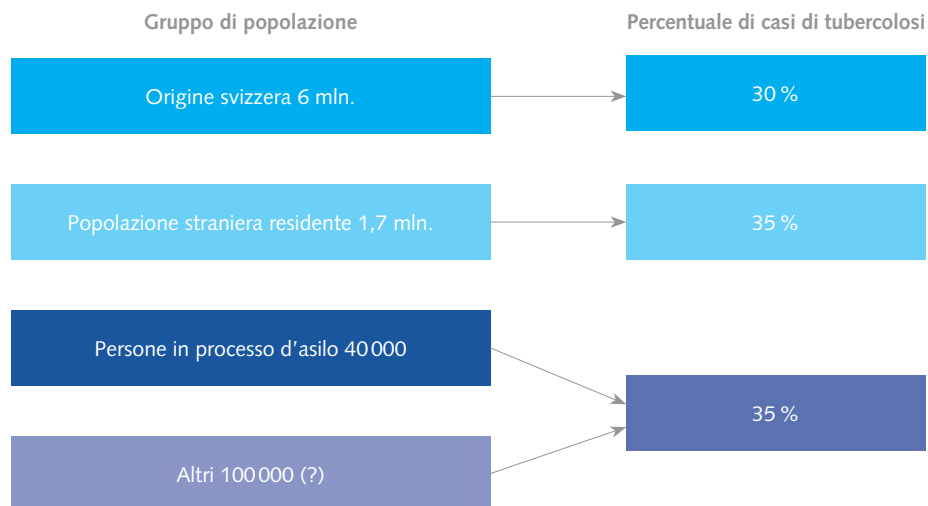 Gruppo di popolazione
Percentuale di casi di tubercolosi
Origine svizzera 6 mln.
30 %
Popolazione straniera residente 1,7 mln.
35 %
Persone in processo d’asilo 40 000
35 %
Altri 100 000 (?)